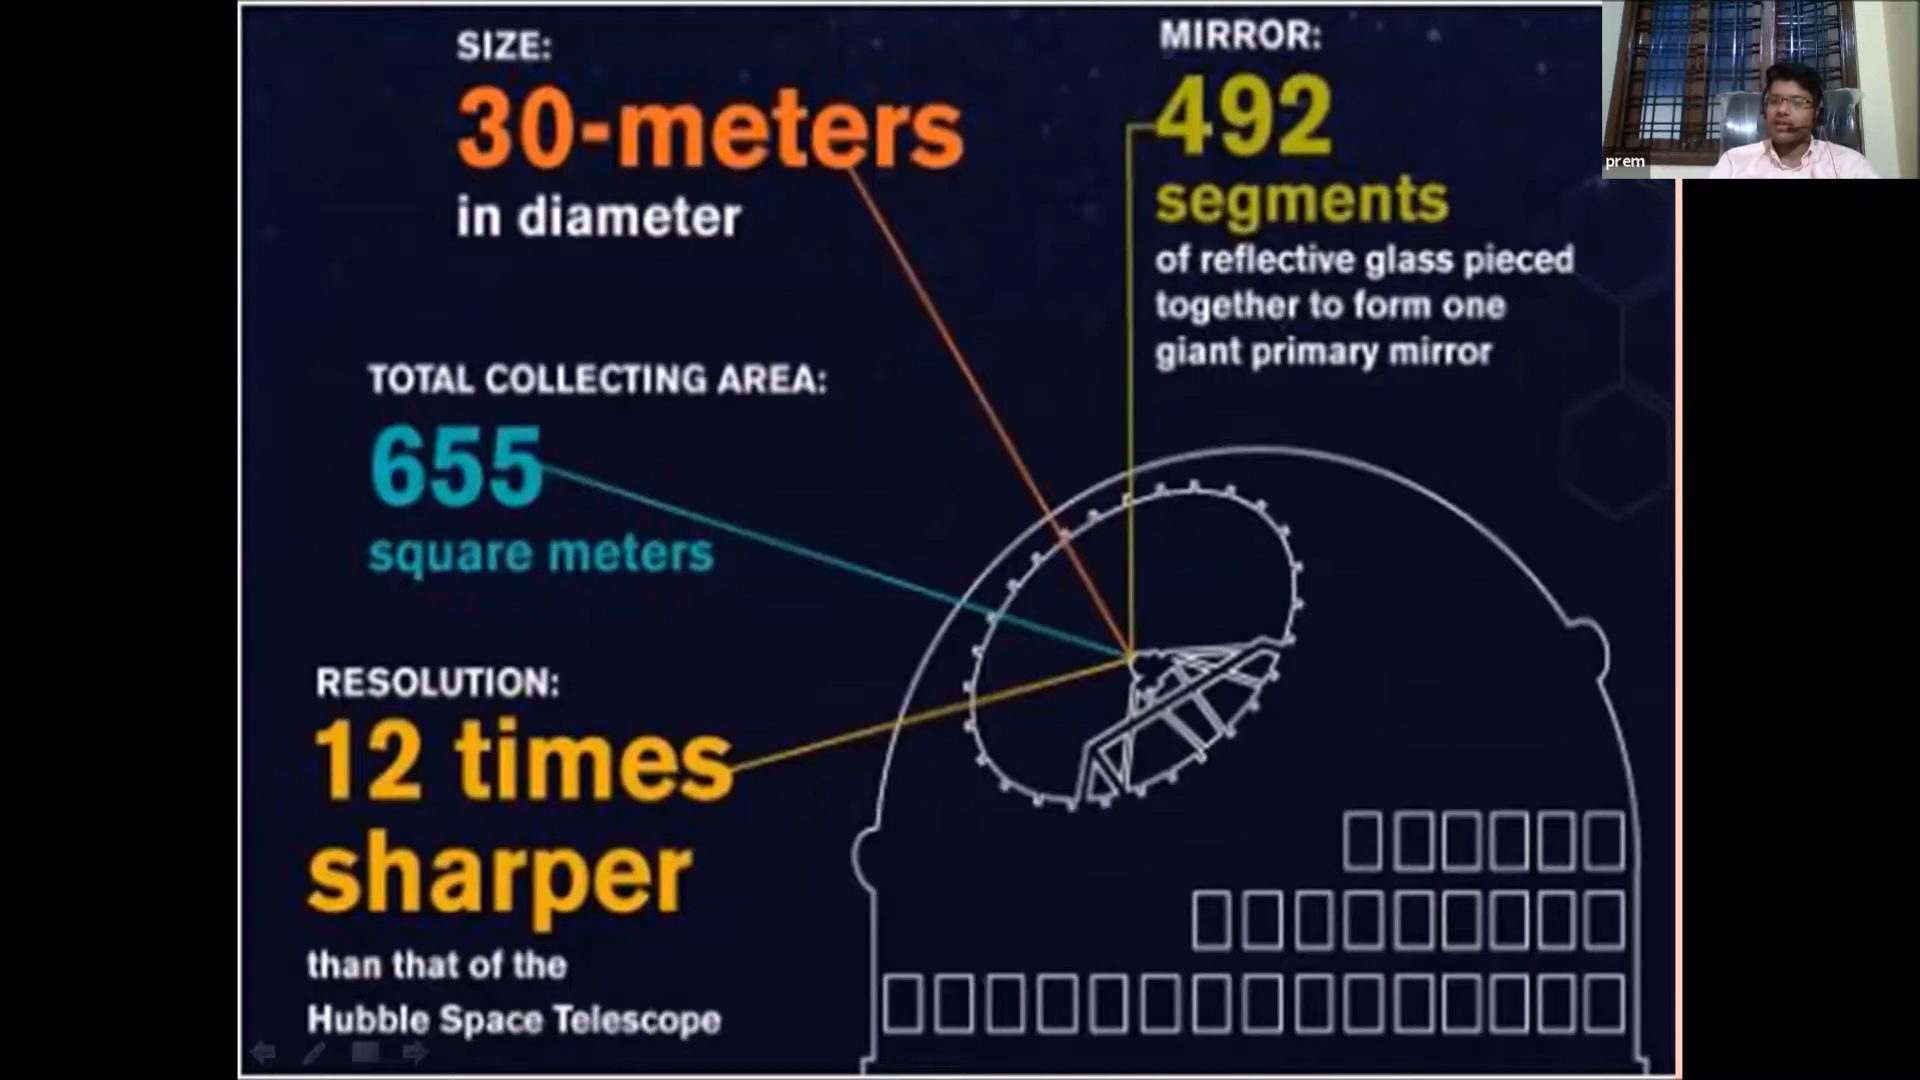 SIZE:
30-meters
in diameter
MIRROR:
492
segments
of reflective glass pieced
together to form one
giant primary mirror
TOTAL COLLECTING AREA:
655
square meters
RESOLUTION:
12 times
sharper
than that of the
Hubble Space Telescope
prem